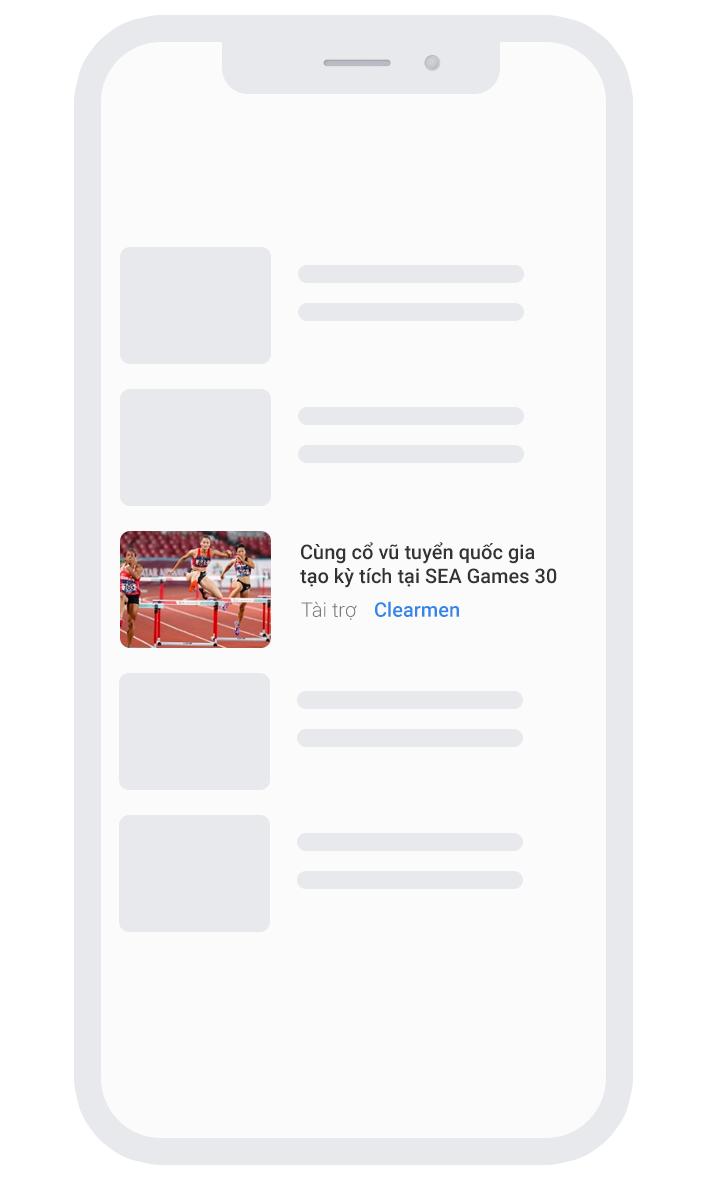 Cùng cổ vũ tuyển quốc gia
tạo kỳ tích tại SEA Games 30
Tài trợ Clearmen